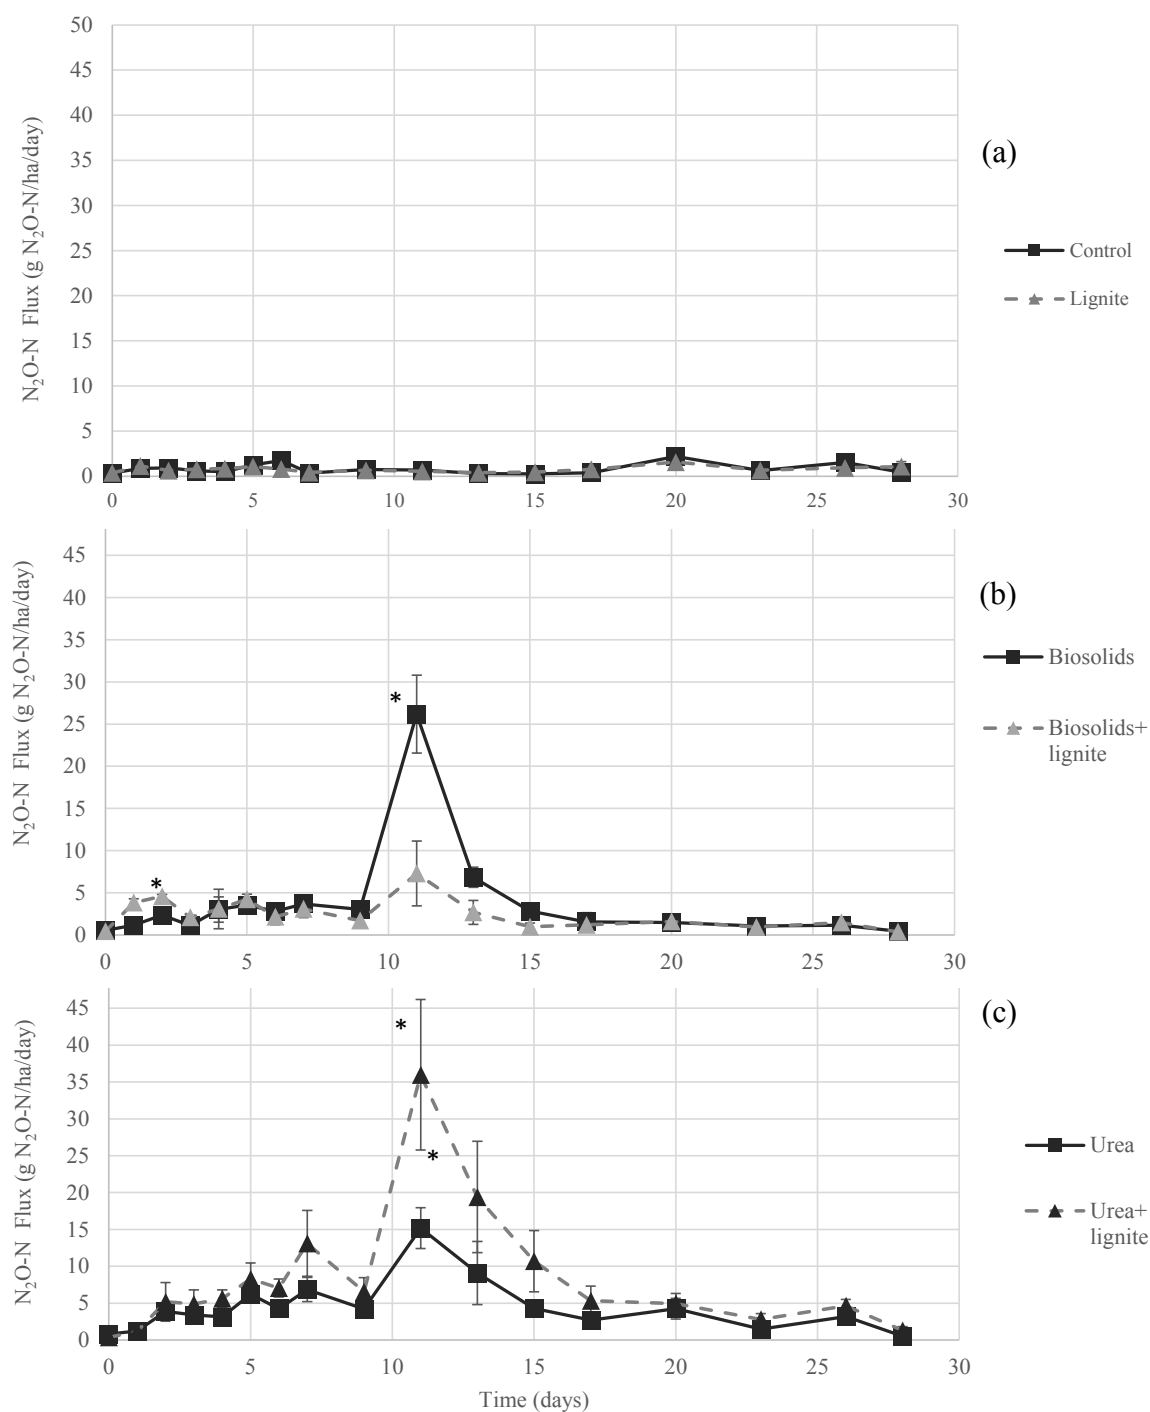 N₂O-N Flux (g N₂O-N/ha/day)
50
45
40
35
30
25
20
15
10
5
0
0 5 10 15 20 25 30
(a)
Control
Lignite
N₂O-N Flux (g N₂O-N/ha/day)
45
40
35
30
25
20
15
10
5
0
*
*
0 5 10 15 20 25 30
(b)
Biosolids
Biosolids+
lignite
N₂O-N Flux (g N₂O-N/ha/day)
45
40
35
30
25
20
15
10
5
0
*
*
0 5 10 15 20 25 30
Time (days)
(c)
Urea
Urea+
lignite